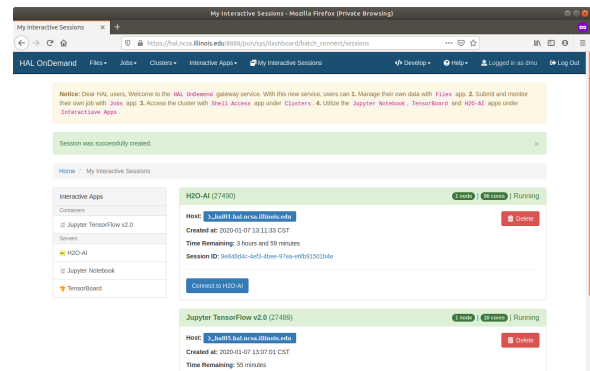 My Interactive Sessions - Mozilla Firefox (Private Browsing)
My Interactive Sessions × +
https://hal.ncsa.illinois.edu:8888/pun/sys/dashboard/batch_connect/sessions
HAL OnDemand Files Jobs Clusters Interactive Apps My Interactive Sessions Develop Help Logged in as dmu Log Out
Notice: Dear HAL users, Welcome to the HAL OnDemend gateway service. With this new service, users can 1. Manage their own data with Files app. 2. Submit and monitor
their own job with Jobs app. 3. Access the cluster with Shell Access app under Clusters. 4. Utilize the Jupyter Notebook, TensorBoard and H2O-AI apps under
Interactiave Apps.
Session was successfully created. ×
Home / My Interactive Sessions
Interactive Apps
Containers
Jupyter TensorFlow v2.0
Servers
H2O-AI
Jupyter Notebook
TensorBoard
H2O-AI (27490) 1 node | 96 cores | Running
Host: >_hal01.hal.ncsa.illinois.edu Delete
Created at: 2020-01-07 13:11:33 CST
Time Remaining: 3 hours and 59 minutes
Session ID: 9e848d4c-4ef3-4bee-97ea-e6fb91501b4e
Connect to H2O-AI
Jupyter TensorFlow v2.0 (27489) 1 node | 16 cores | Running
Host: >_hal05.hal.ncsa.illinois.edu Delete
Created at: 2020-01-07 13:07:01 CST
Time Remaining: 55 minutes